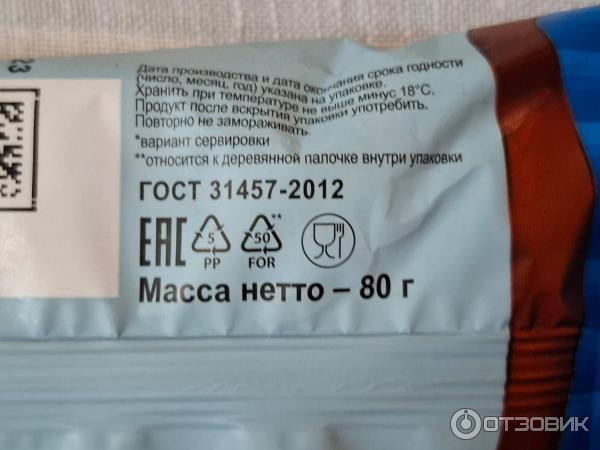 23
Дата производства и дата окончания срока годности
(число, месяц, год) указана на упаковке.
Хранить при температуре не выше минус 18°С.
Продукт после вскрытия упаковки употребить.
Повторно не замораживать.
*вариант сервировки
**относится к деревянной палочке внутри упаковки
ГОСТ 31457-2012
ЕАС 5 PP 50 FOR **
Масса нетто – 80 г
ОТЗОВИК